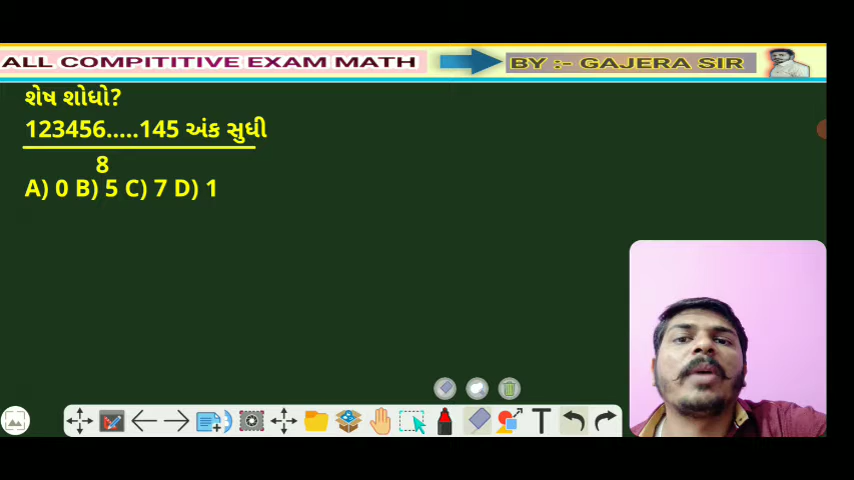 ALL COMPITITIVE EXAM MATH BY :- GAJERA SIR
શેષ શોધો?
123456.....145 અંક સુધી
8
A) 0 B) 5 C) 7 D) 1
T